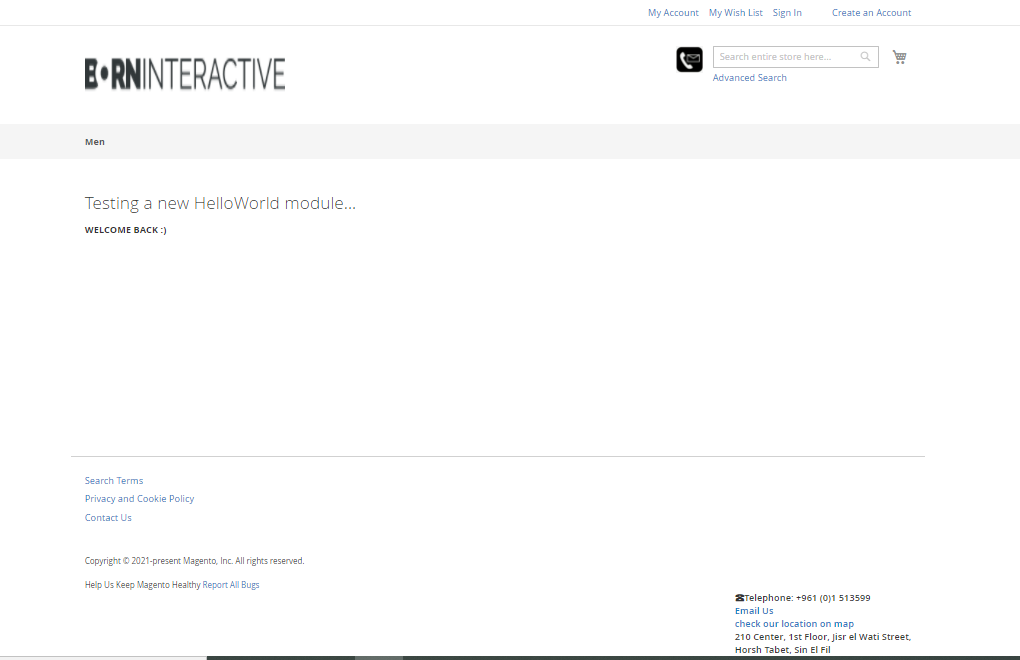 My Account My Wish List Sign In Create an Account
B•RNINTERACTIVE
Search entire store here...
Advanced Search
Men
Testing a new HelloWorld module...
WELCOME BACK :)
Search Terms
Privacy and Cookie Policy
Contact Us
Copyright © 2021-present Magento, Inc. All rights reserved.
Help Us Keep Magento Healthy Report All Bugs
☎Telephone: +961 (0)1 513599
Email Us
check our location on map
210 Center, 1st Floor, Jisr el Wati Street,
Horsh Tabet, Sin El Fil